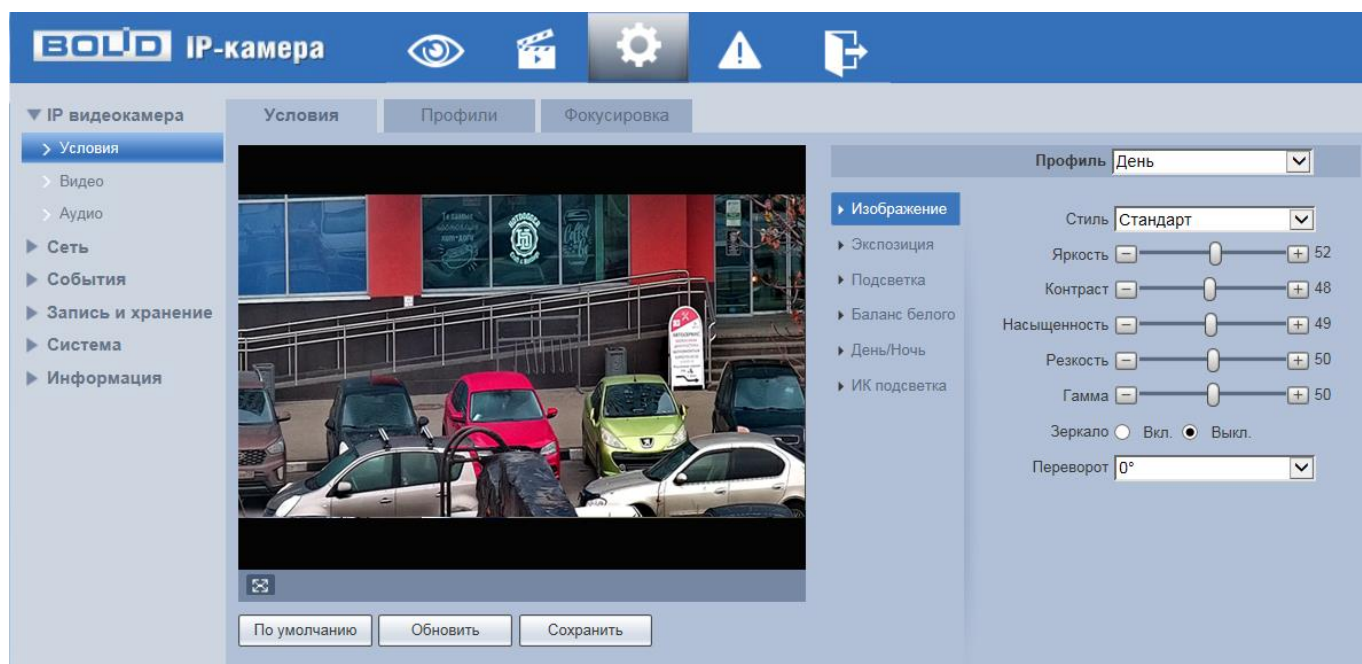 BOLID IP-камера
IP видеокамера
Условия
Видео
Аудио
Сеть
События
Запись и хранение
Система
Информация
Условия
Профили
Фокусировка
HOTDOGGER
АВТОСЕРВИС
По умолчанию
Обновить
Сохранить
Профиль День
Изображение
Экспозиция
Подсветка
Баланс белого
День/Ночь
ИК подсветка
Стиль Стандарт
Яркость 52
Контраст 48
Насыщенность 49
Резкость 50
Гамма 50
Зеркало Вкл. Выкл.
Переворот 0°